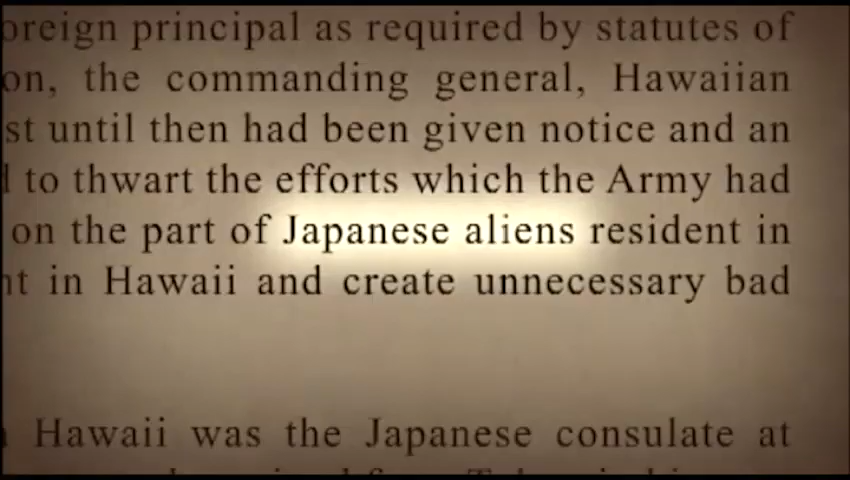 oreign principal as required by statutes of
on, the commanding general, Hawaiian
st until then had been given notice and an
to thwart the efforts which the Army had
on the part of Japanese aliens resident in
nt in Hawaii and create unnecessary bad
Hawaii was the Japanese consulate at